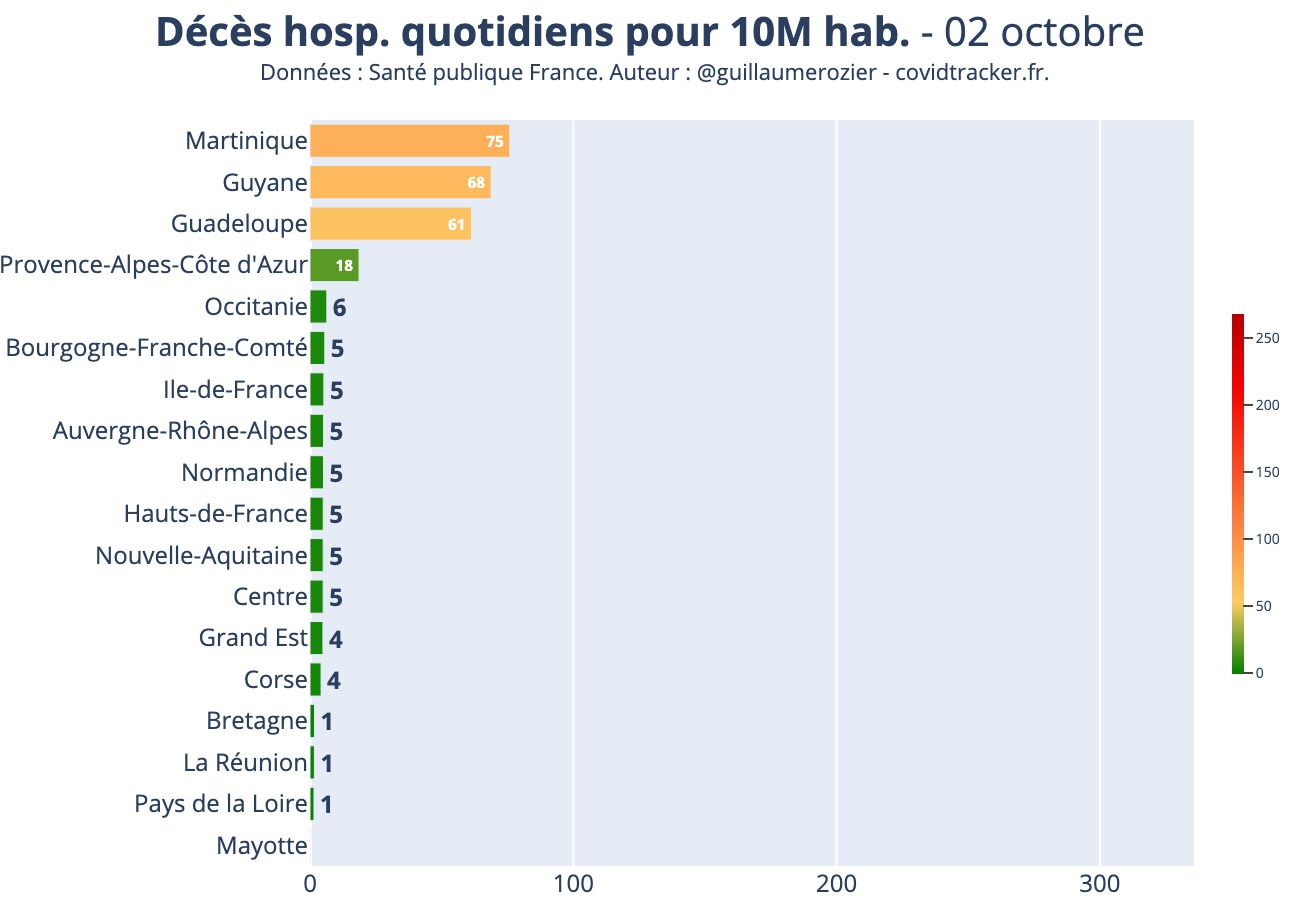 Décès hosp. quotidiens pour 10M hab. - 02 octobre
Données : Santé publique France. Auteur : @guillaumerozier - covidtracker.fr.
Martinique 75
Guyane 68
Guadeloupe 61
Provence-Alpes-Côte d'Azur 18
Occitanie 6
Bourgogne-Franche-Comté 5
Ile-de-France 5
Auvergne-Rhône-Alpes 5
Normandie 5
Hauts-de-France 5
Nouvelle-Aquitaine 5
Centre 5
Grand Est 4
Corse 4
Bretagne 1
La Réunion 1
Pays de la Loire 1
Mayotte
0 100 200 300
250
200
150
100
50
0